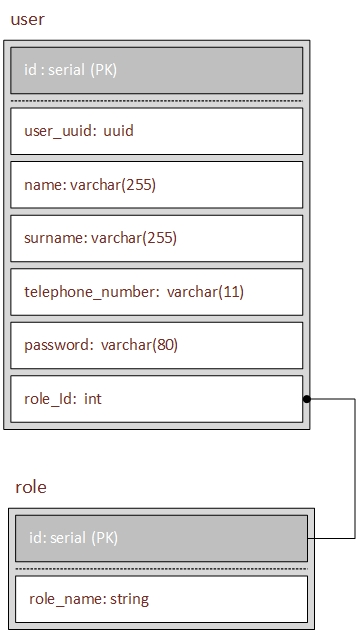 user
id : serial (PK)
user_uuid: uuid
name: varchar(255)
surname: varchar(255)
telephone_number: varchar(11)
password: varchar(80)
role_Id: int
role
id: serial (PK)
role_name: string